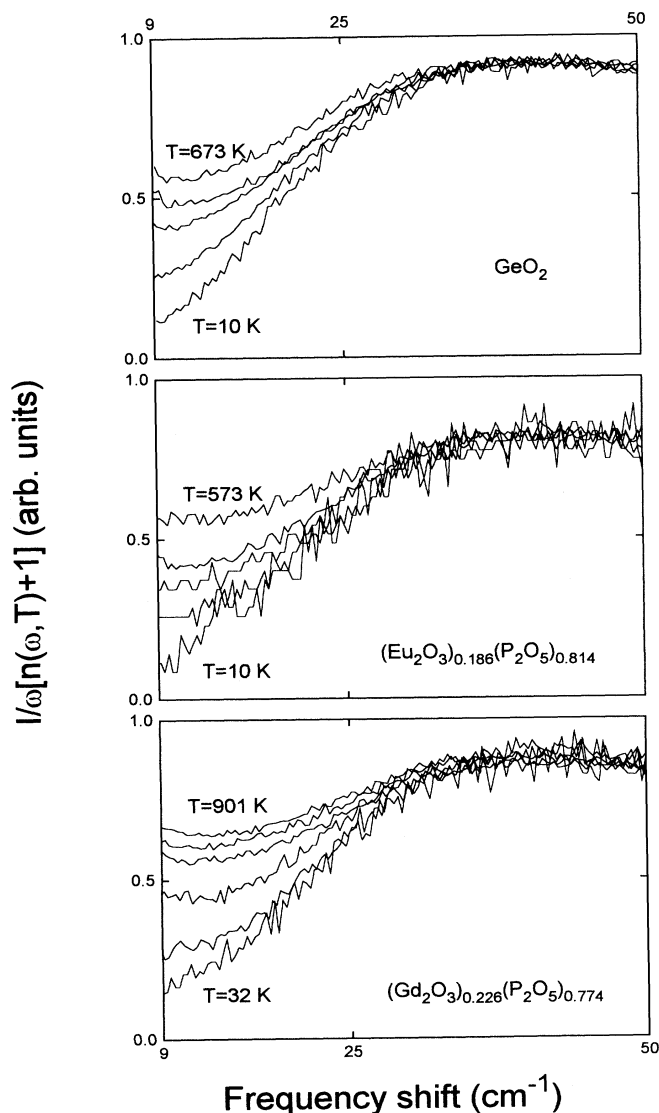 9 25 50
1.0
T=673 K
0.5
GeO2
T=10 K
0.0
1.0
T=573 K
0.5
T=10 K
(Eu2O3)0.186(P2O5)0.814
0.0
1.0
T=901 K
0.5
T=32 K
(Gd2O3)0.226(P2O5)0.774
0.0
9 25 50
I/ω[n(ω,T)+1] (arb. units)
Frequency shift (cm-1)